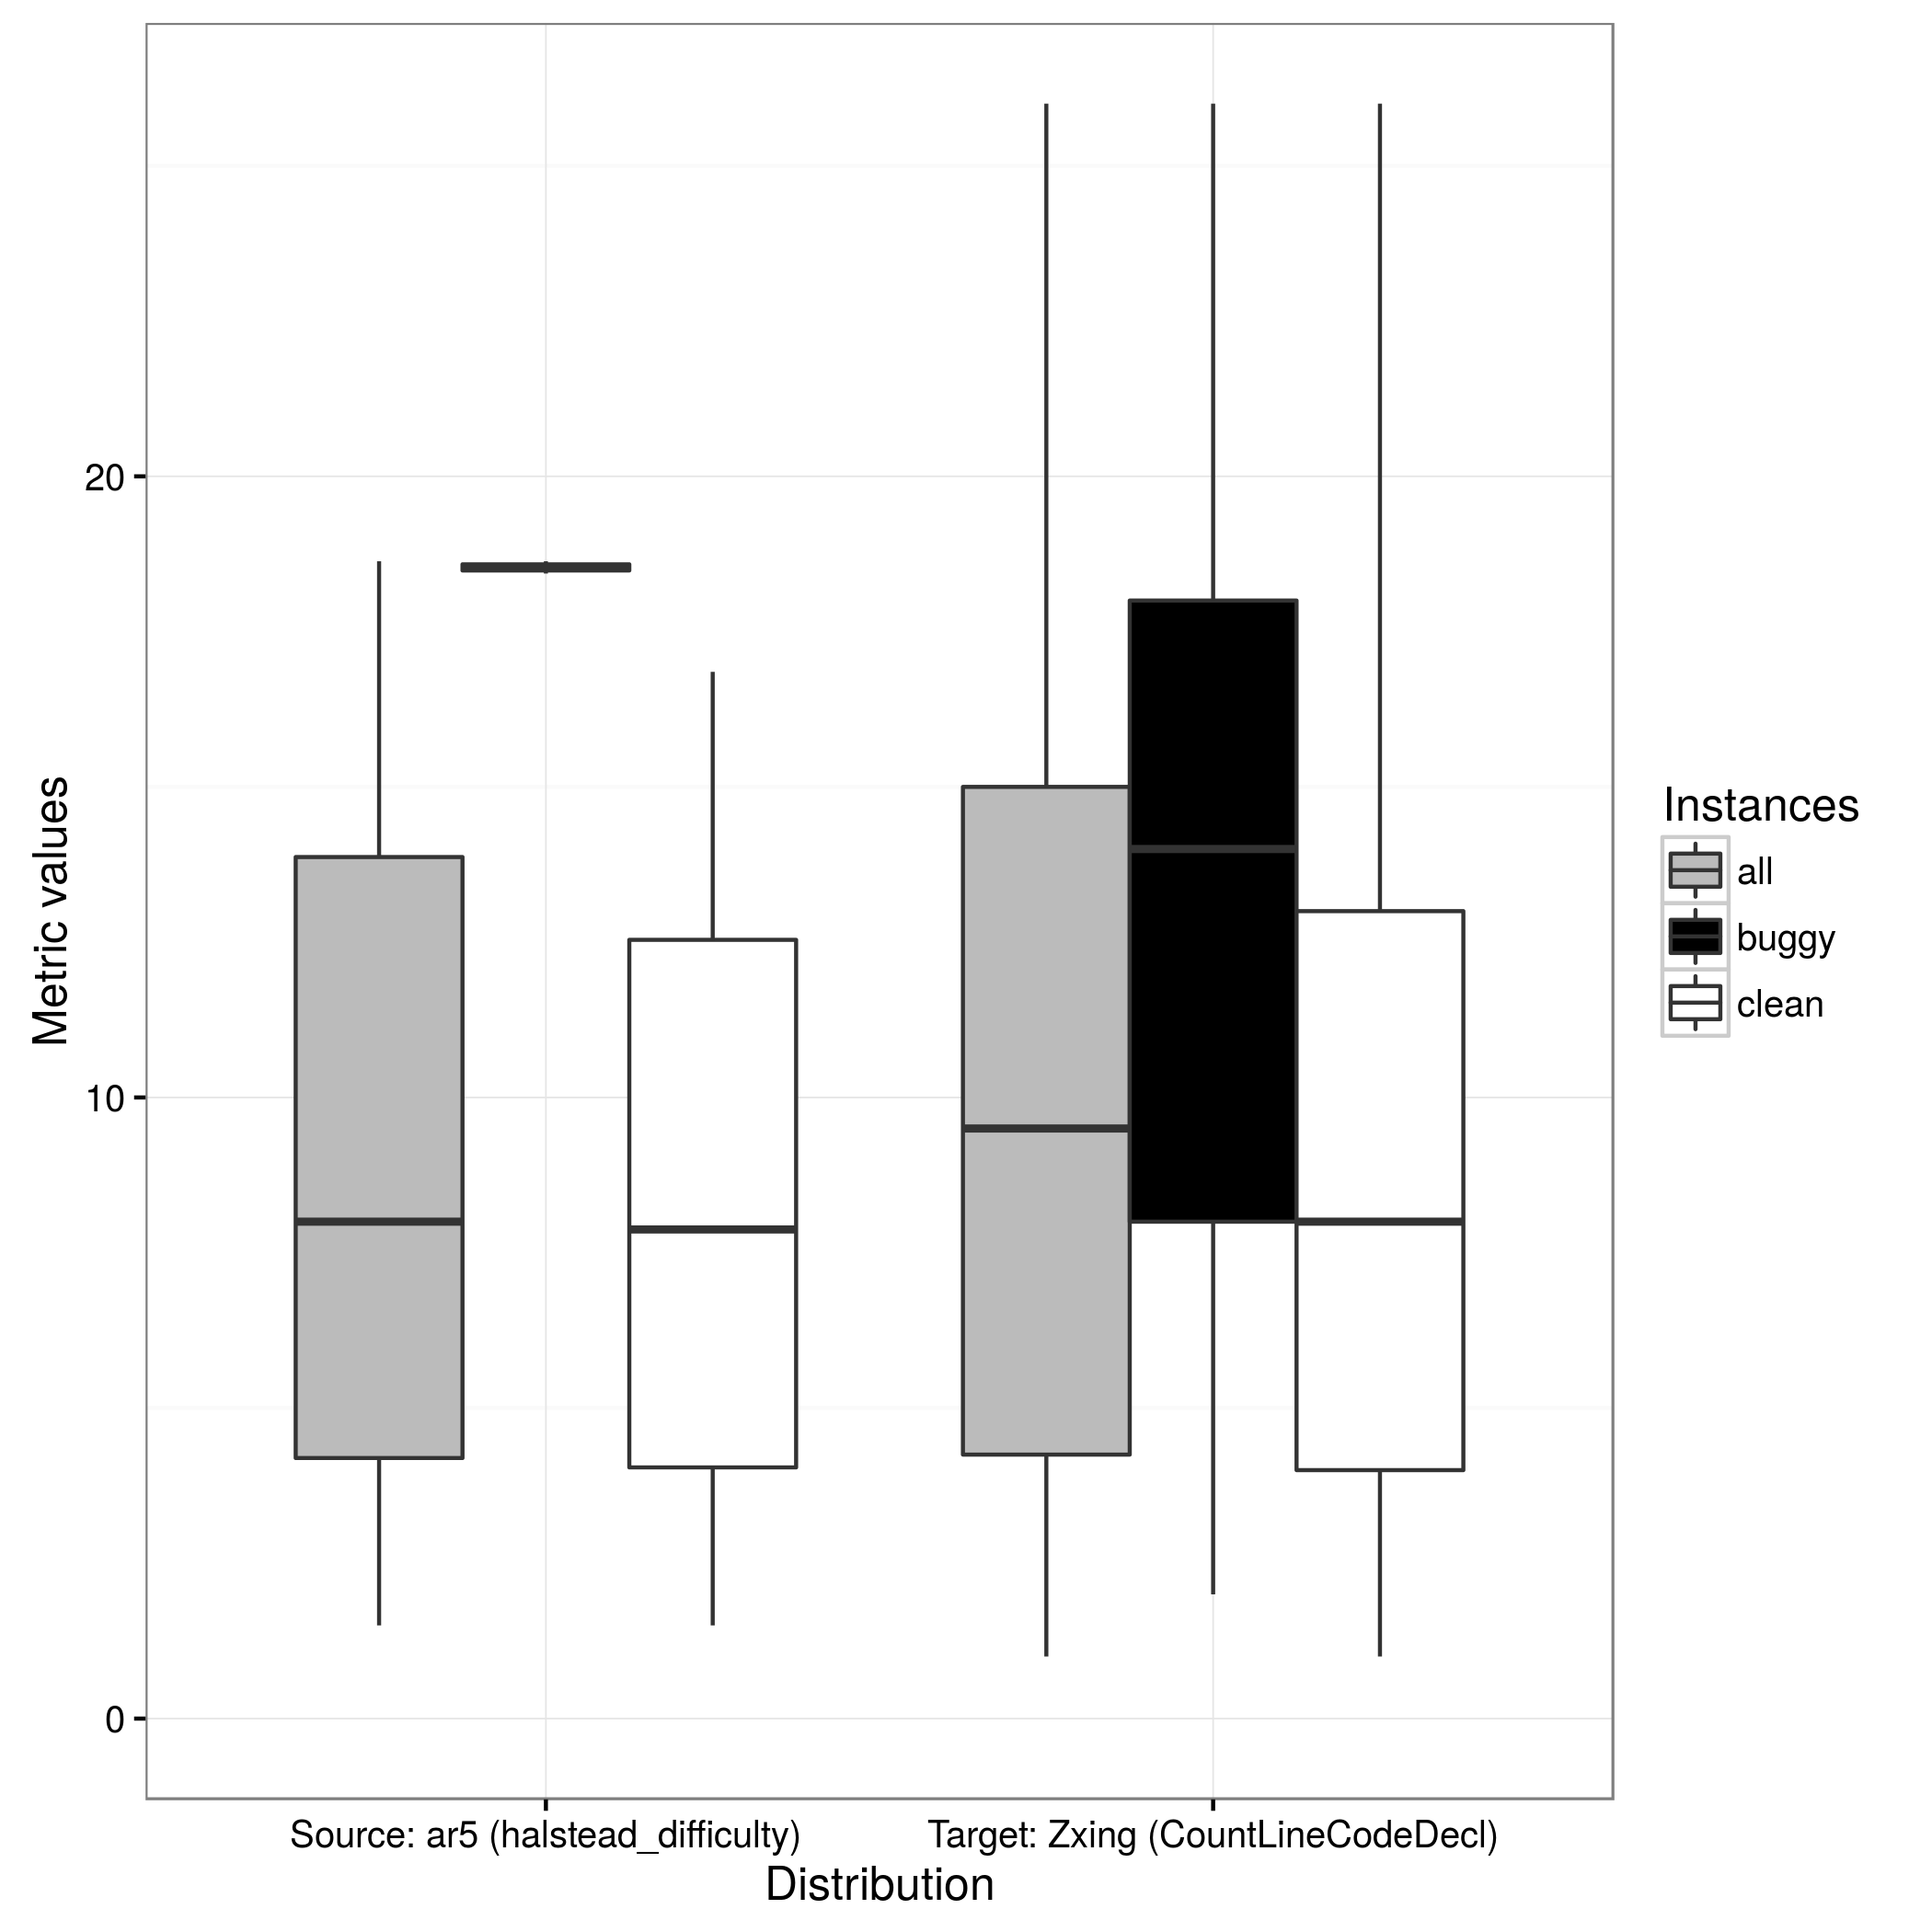 Metric values
20
10
0
Source: ar5 (halstead_difficulty)
Target: Zxing (CountLineCodeDecl)
Distribution
Instances
all
buggy
clean